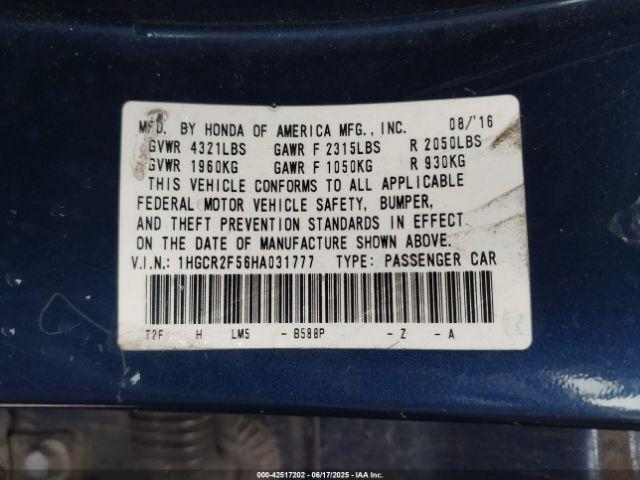 MFD. BY HONDA OF AMERICA MFG., INC. 08/'16
GVWR 4321LBS GAWR F 2315LBS R 2050LBS
GVWR 1960KG GAWR F 1050KG R 930KG
THIS VEHICLE CONFORMS TO ALL APPLICABLE
FEDERAL MOTOR VEHICLE SAFETY, BUMPER,
AND THEFT PREVENTION STANDARDS IN EFFECT
ON THE DATE OF MANUFACTURE SHOWN ABOVE.
V.I.N.: 1HGCR2F56HA031777 TYPE: PASSENGER CAR
T2F H LM5 - B588P - Z - A
000-42517202 | 06/17/2025 | IAA Inc.